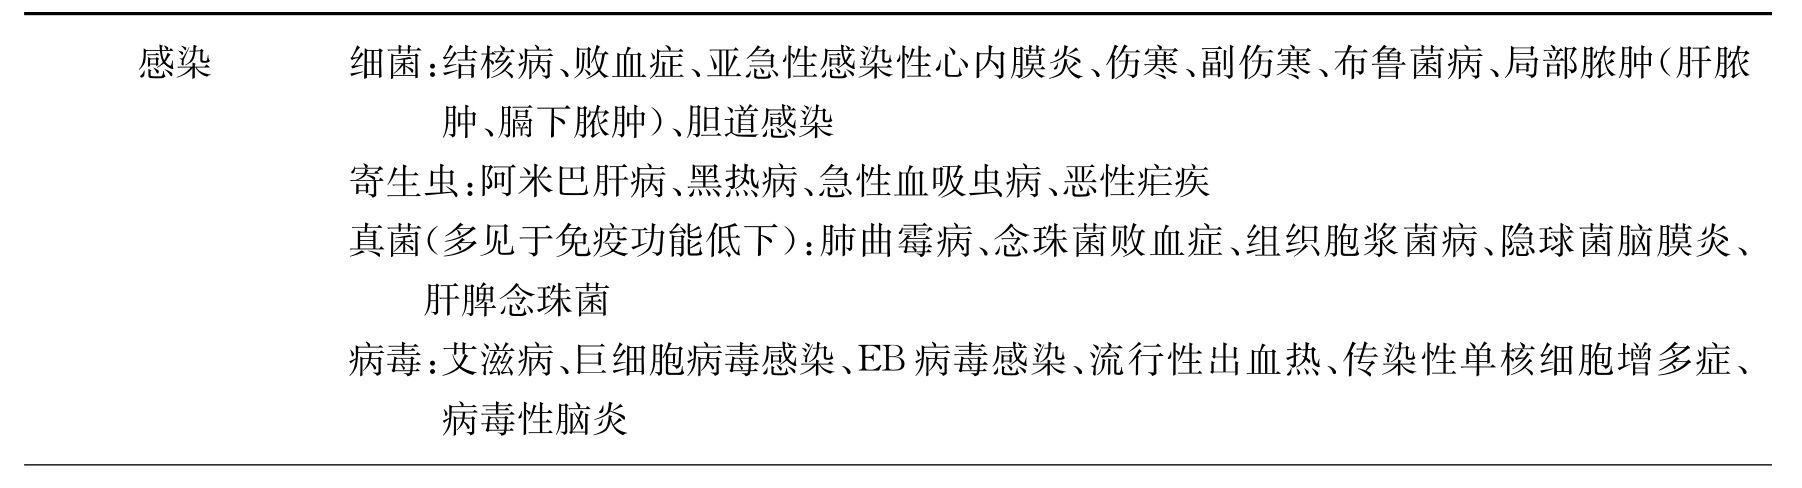 感染 细菌:结核病、败血症、亚急性感染性心内膜炎、伤寒、副伤寒、布鲁菌病、局部脓肿(肝脓
肿、膈下脓肿)、胆道感染
寄生虫:阿米巴肝病、黑热病、急性血吸虫病、恶性疟疾
真菌(多见于免疫功能低下):肺曲霉病、念珠菌败血症、组织胞浆菌病、隐球菌脑膜炎、
肝脾念珠菌
病毒:艾滋病、巨细胞病毒感染、EB病毒感染、流行性出血热、传染性单核细胞增多症、
病毒性脑炎